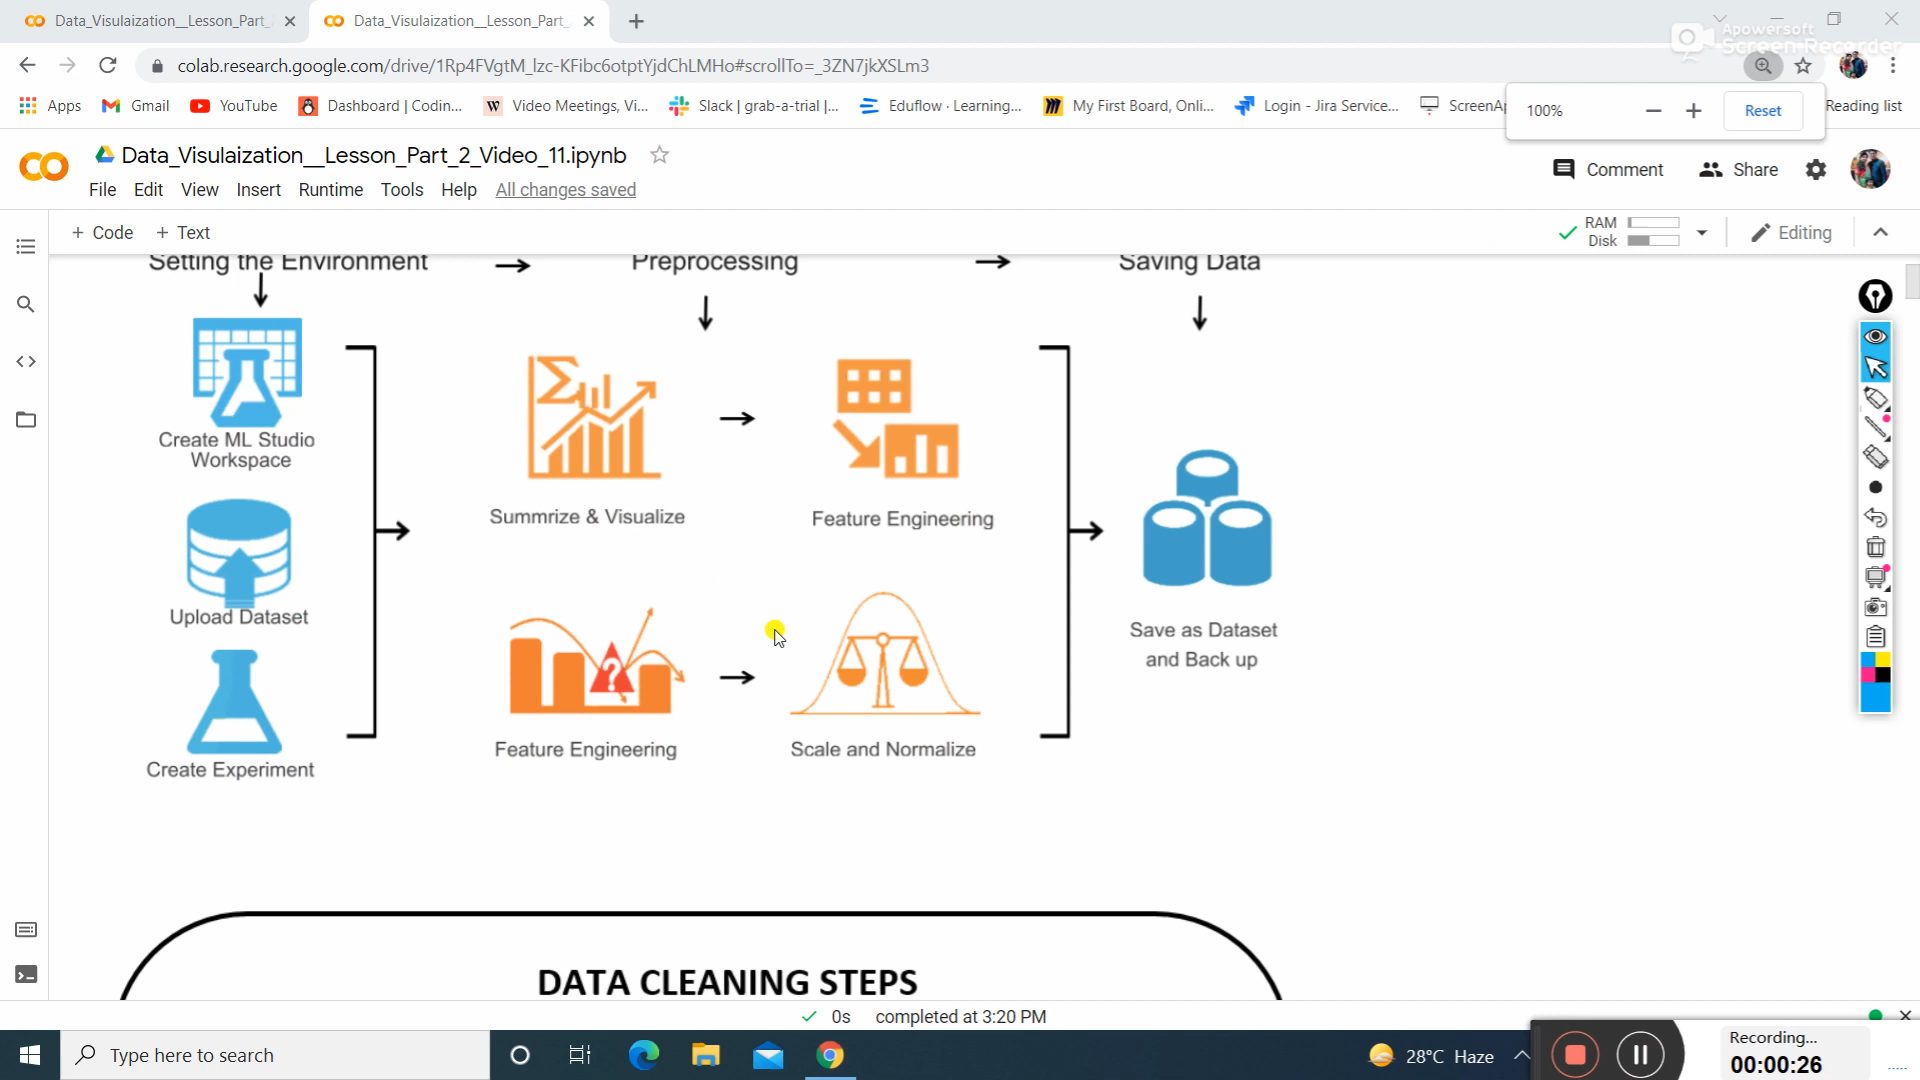 Data_Visulaization__Lesson_Part_
Data_Visulaization__Lesson_Part_
Apowersoft
Screen Recorder
colab.research.google.com/drive/1Rp4FVgtM_lzc-KFibc6otptYjdChLMHo#scrollTo=_3ZN7jkXSLm3
Apps
Gmail
YouTube
Dashboard | Codin...
Video Meetings, Vi...
Slack | grab-a-trial |...
Eduflow · Learning...
My First Board, Onli...
Login - Jira Service...
ScreenAp
Reading list
100%
Reset
Data_Visulaization__Lesson_Part_2_Video_11.ipynb
Comment
Share
File Edit View Insert Runtime Tools Help All changes saved
+ Code + Text
RAM
Disk
Editing
Setting the Environment
Preprocessing
Saving Data
Create ML Studio
Workspace
Summrize & Visualize
Feature Engineering
Upload Dataset
Save as Dataset
and Back up
Feature Engineering
Scale and Normalize
Create Experiment
DATA CLEANING STEPS
0s completed at 3:20 PM
Type here to search
28°C Haze
Recording...
00:00:26